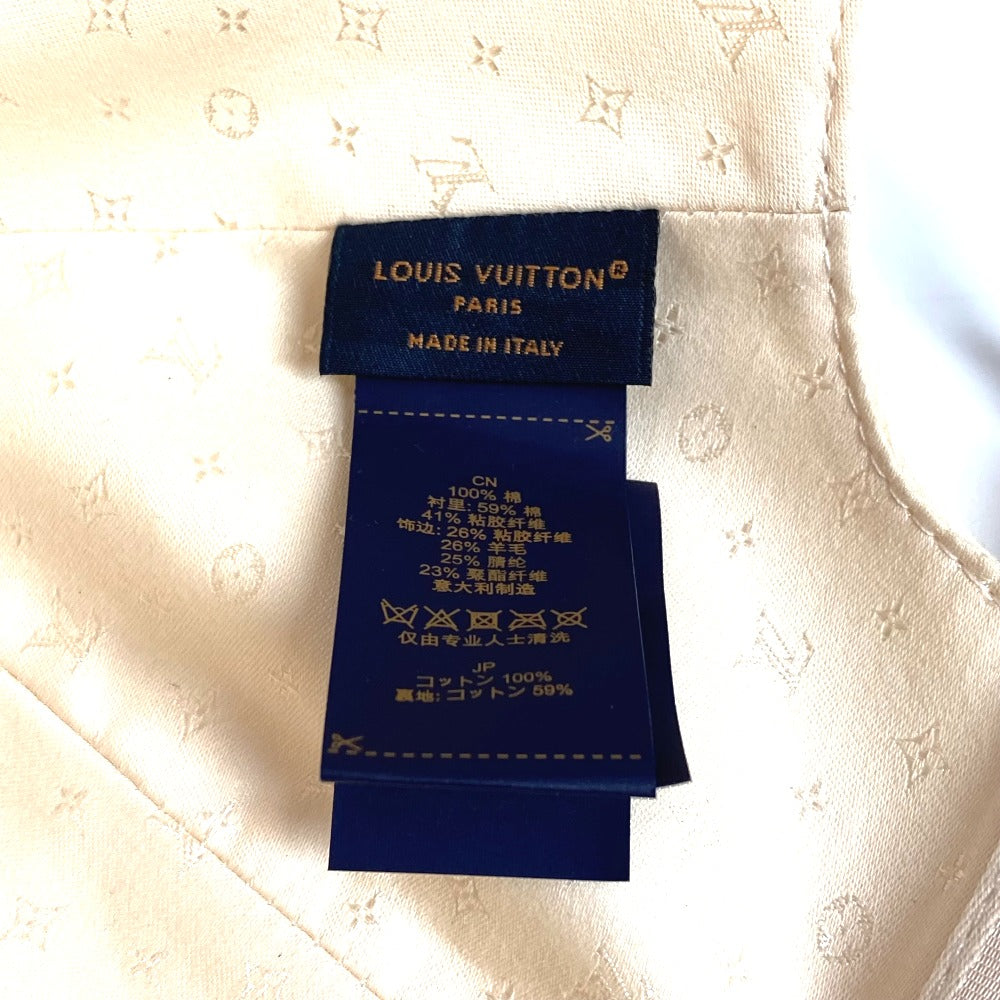 LOUIS VUITTON®
PARIS
MADE IN ITALY
CN
100% 棉
衬里: 59% 棉
41% 粘胶纤维
饰边: 26% 粘胶纤维
26% 羊毛
25% 腈纶
23% 聚酯纤维
意大利制造
仅由专业人士清洗
JP
コットン 100%
裏地: コットン 59%